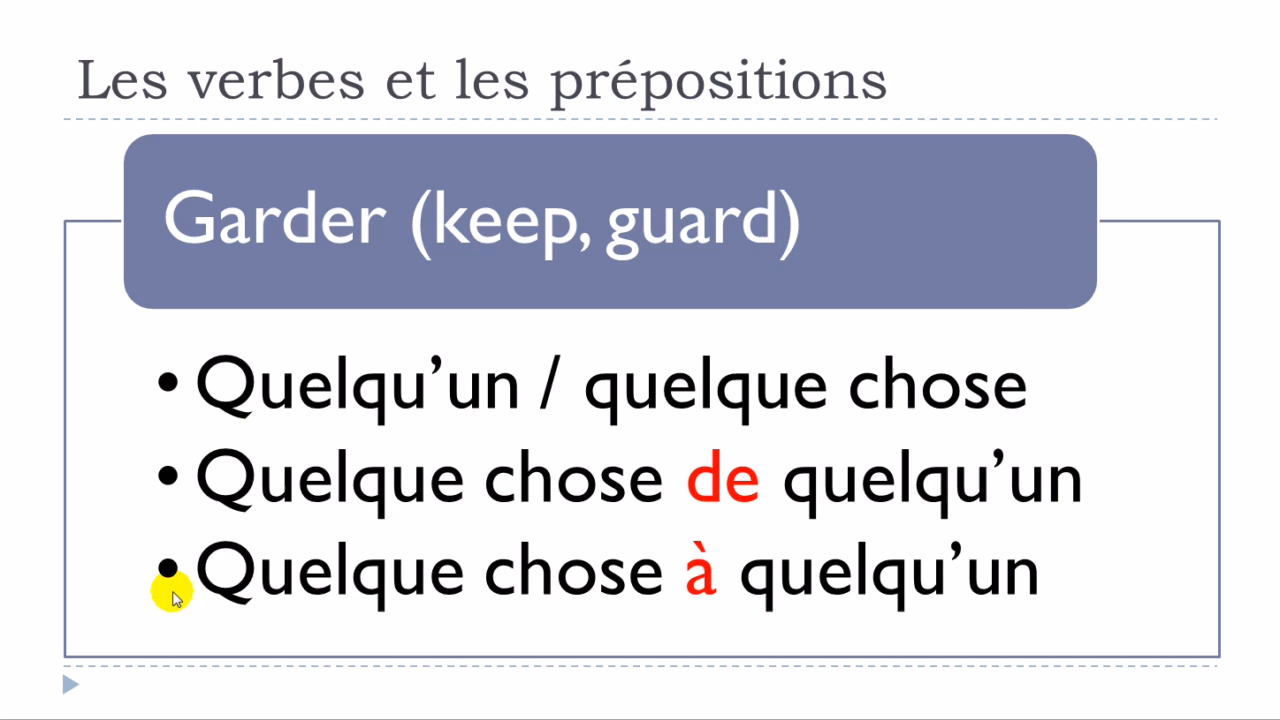 Les verbes et les prépositions
Garder (keep, guard)
• Quelqu’un / quelque chose
• Quelque chose de quelqu’un
• Quelque chose à quelqu’un